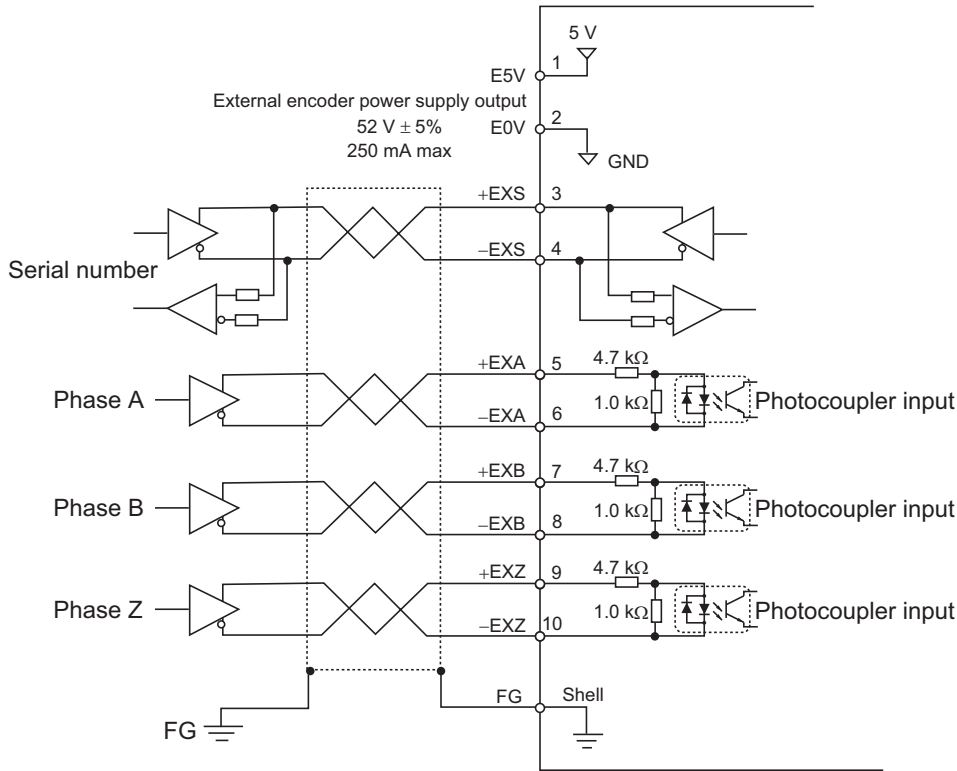 5 V
E5V 1
External encoder power supply output
52 V ± 5%
250 mA max
E0V 2
GND
+EXS 3
−EXS 4
Serial number
+EXA 5 4.7 kΩ
Phase A 1.0 kΩ Photocoupler input
−EXA 6
+EXB 7 4.7 kΩ
Phase B 1.0 kΩ Photocoupler input
−EXB 8
+EXZ 9 4.7 kΩ
Phase Z 1.0 kΩ Photocoupler input
−EXZ 10
FG Shell
FG